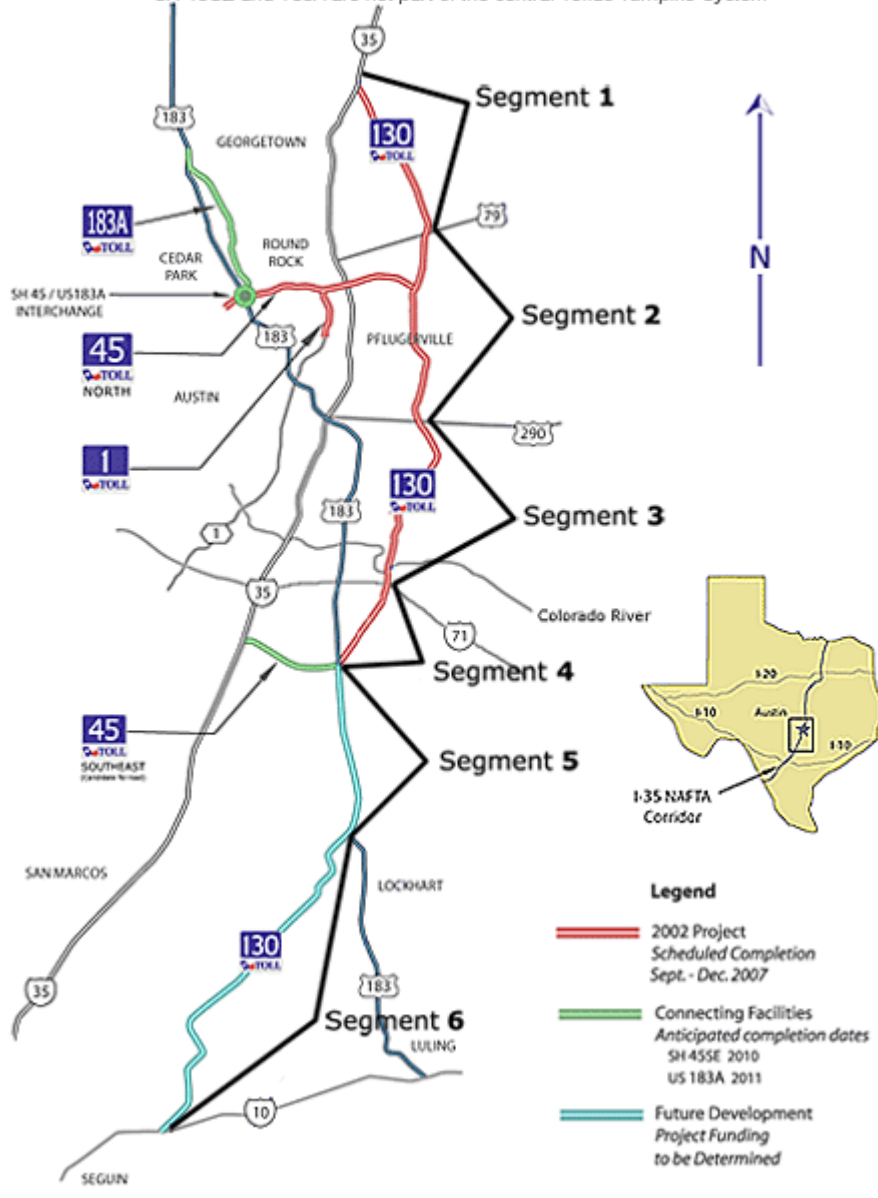 35
Segment 1
183
130
TOLL
GEORGETOWN
183A
TOLL
79
CEDAR
PARK
ROUND
ROCK
N
SH 45 / US183A
INTERCHANGE
Segment 2
183
PFLUGERVILLE
45
TOLL
NORTH
AUSTIN
290
1
TOLL
130
TOLL
183
Segment 3
1
35
Colorado River
71
Segment 4
I-20
I-10
Austin
I-10
45
TOLL
SOUTHEAST
Segment 5
I-35 NAFTA
Corridor
SAN MARCOS
LOCKHART
Legend
130
TOLL
2002 Project
Scheduled Completion
Sept. - Dec. 2007
35
183
Segment 6
LULING
Connecting Facilities
Anticipated completion dates
SH 45SE 2010
US 183A 2011
10
Future Development
Project Funding
to be Determined
SEGUIN